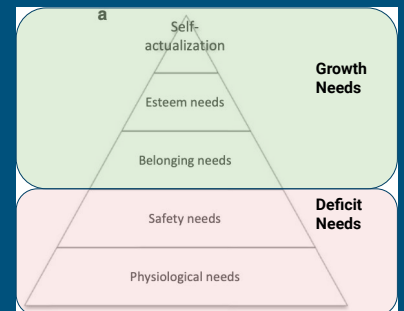 a
Self-
actualization
Growth
Needs
Esteem needs
Belonging needs
Deficit
Needs
Safety needs
Physiological needs